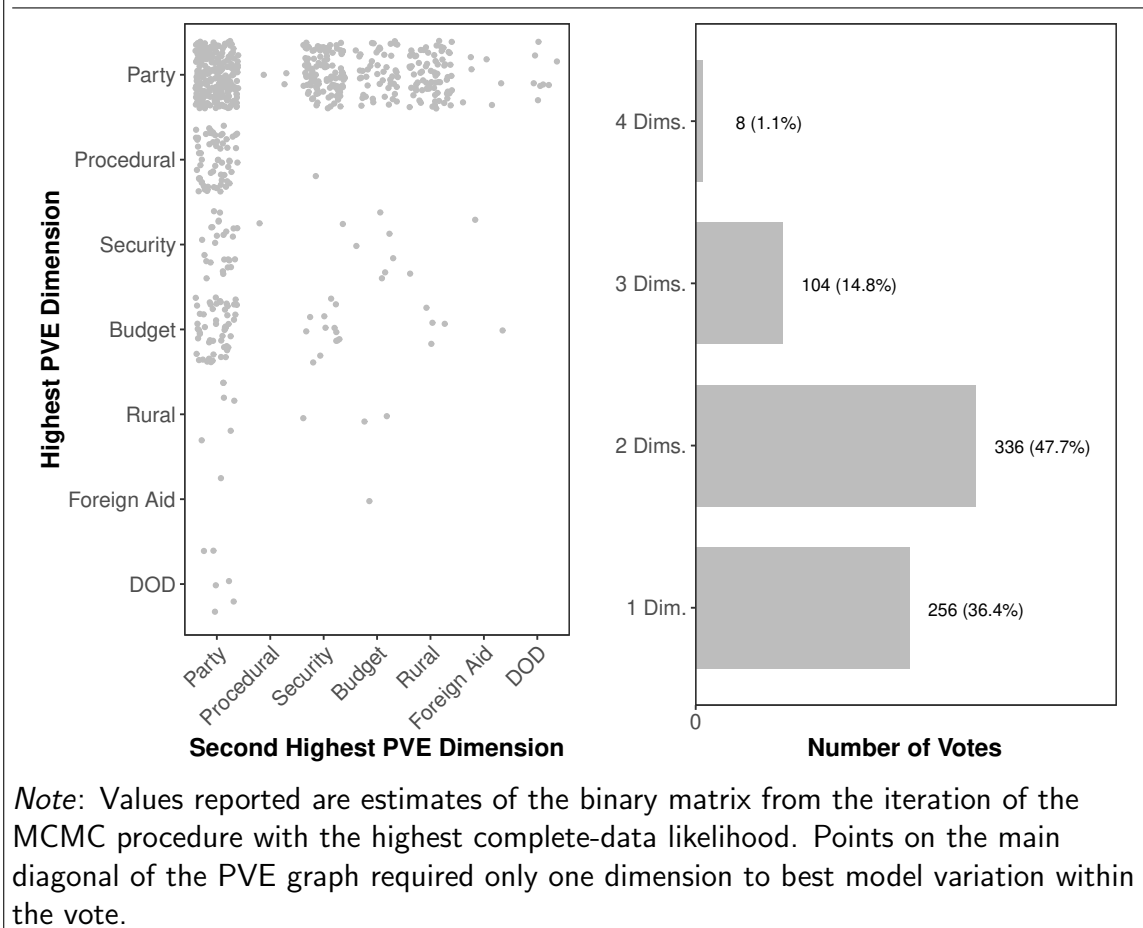 Highest PVE Dimension
Party
Procedural
Security
Budget
Rural
Foreign Aid
DOD
Party
Procedural
Security
Budget
Rural
Foreign Aid
DOD
Second Highest PVE Dimension
4 Dims.
8 (1.1%)
3 Dims.
104 (14.8%)
2 Dims.
336 (47.7%)
1 Dim.
256 (36.4%)
0
Number of Votes
Note: Values reported are estimates of the binary matrix from the iteration of the
MCMC procedure with the highest complete-data likelihood. Points on the main
diagonal of the PVE graph required only one dimension to best model variation within
the vote.